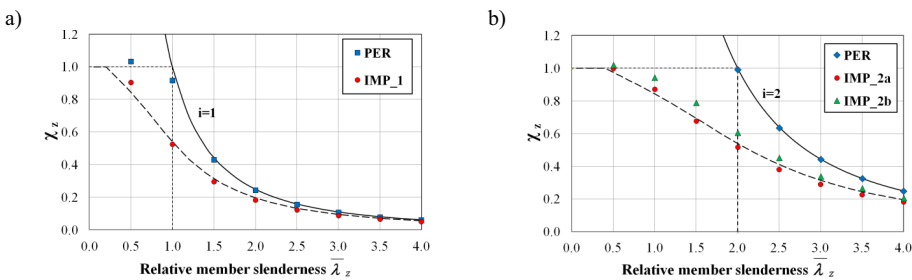 a)
1.2
1.0
0.8
0.6
0.4
0.2
0.0
χ z
PER
IMP_1
i=1
0.0 0.5 1.0 1.5 2.0 2.5 3.0 3.5 4.0
Relative member slenderness λ̅ z
b)
1.2
1.0
0.8
0.6
0.4
0.2
0.0
χ z
PER
IMP_2a
IMP_2b
i=2
0.0 0.5 1.0 1.5 2.0 2.5 3.0 3.5 4.0
Relative member slenderness λ̅ z